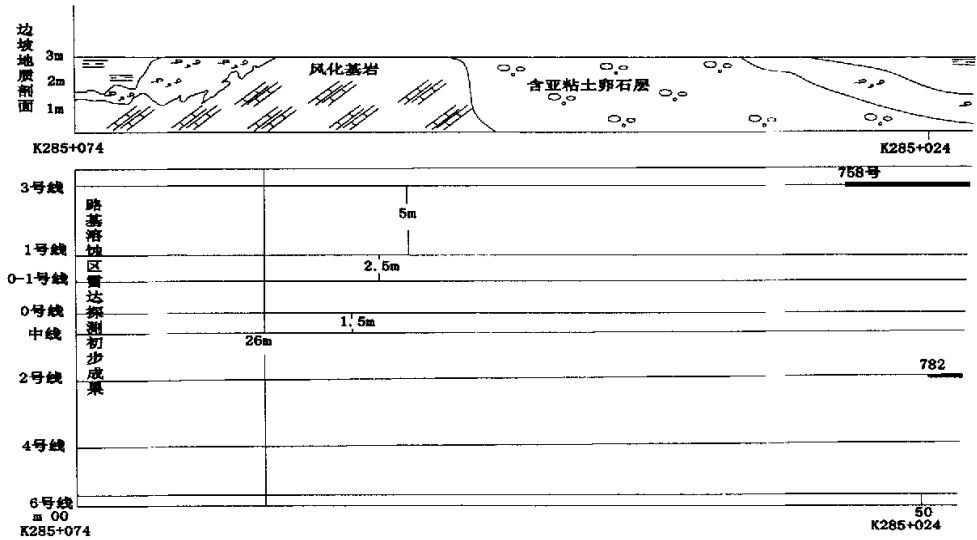 边坡地质剖面
3m
2m
1m
风化基岩
含亚粘土卵石层
K285+074
K285+024
758号
3号线
路基溶蚀区雷达探测初步成果
5m
1号线
2.5m
0-1号线
0号线
1.5m
中线
26m
782
2号线
4号线
6号线
m 00
50
K285+074
K285+024